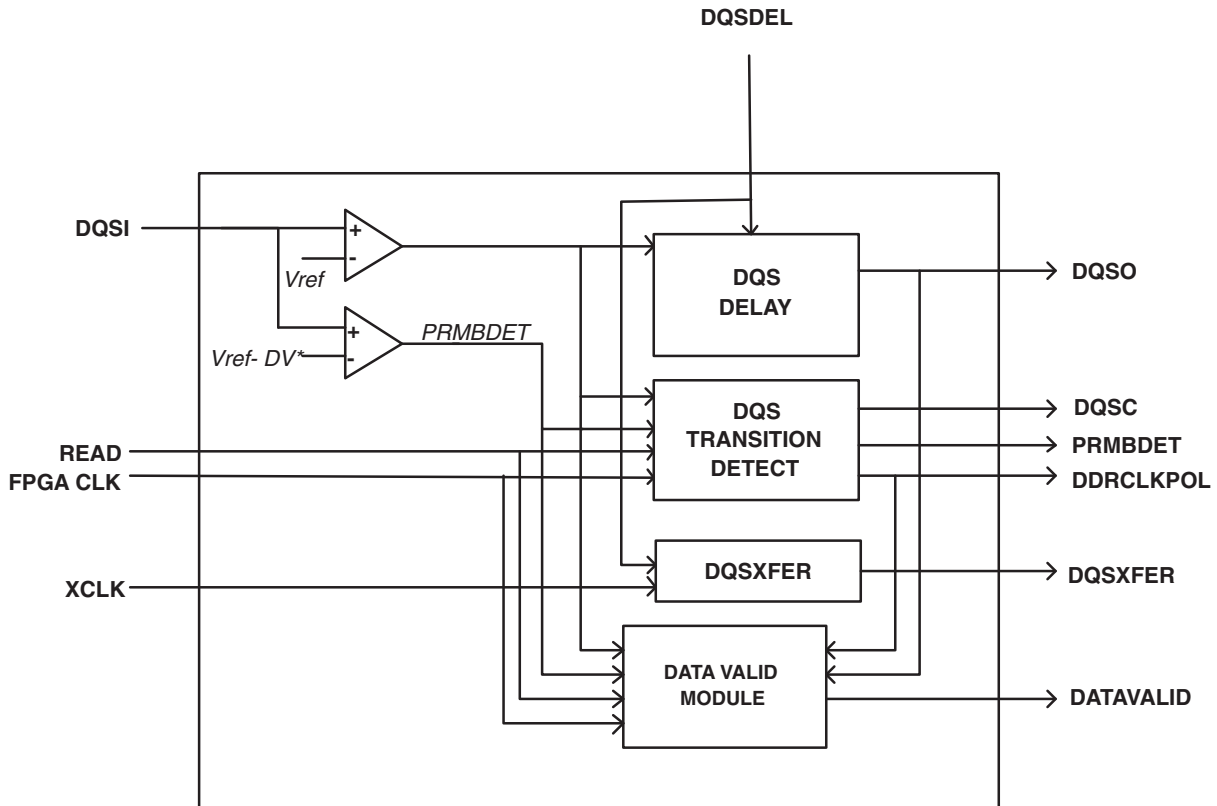 DQSDEL
DQSI
+
-
Vref
DQS
DELAY
DQSO
+
-
Vref- DV*
PRMBDET
DQS
TRANSITION
DETECT
DQSC
PRMBDET
DDRCLKPOL
READ
FPGA CLK
DQSXFER
DQSXFER
XCLK
DATA VALID
MODULE
DATAVALID